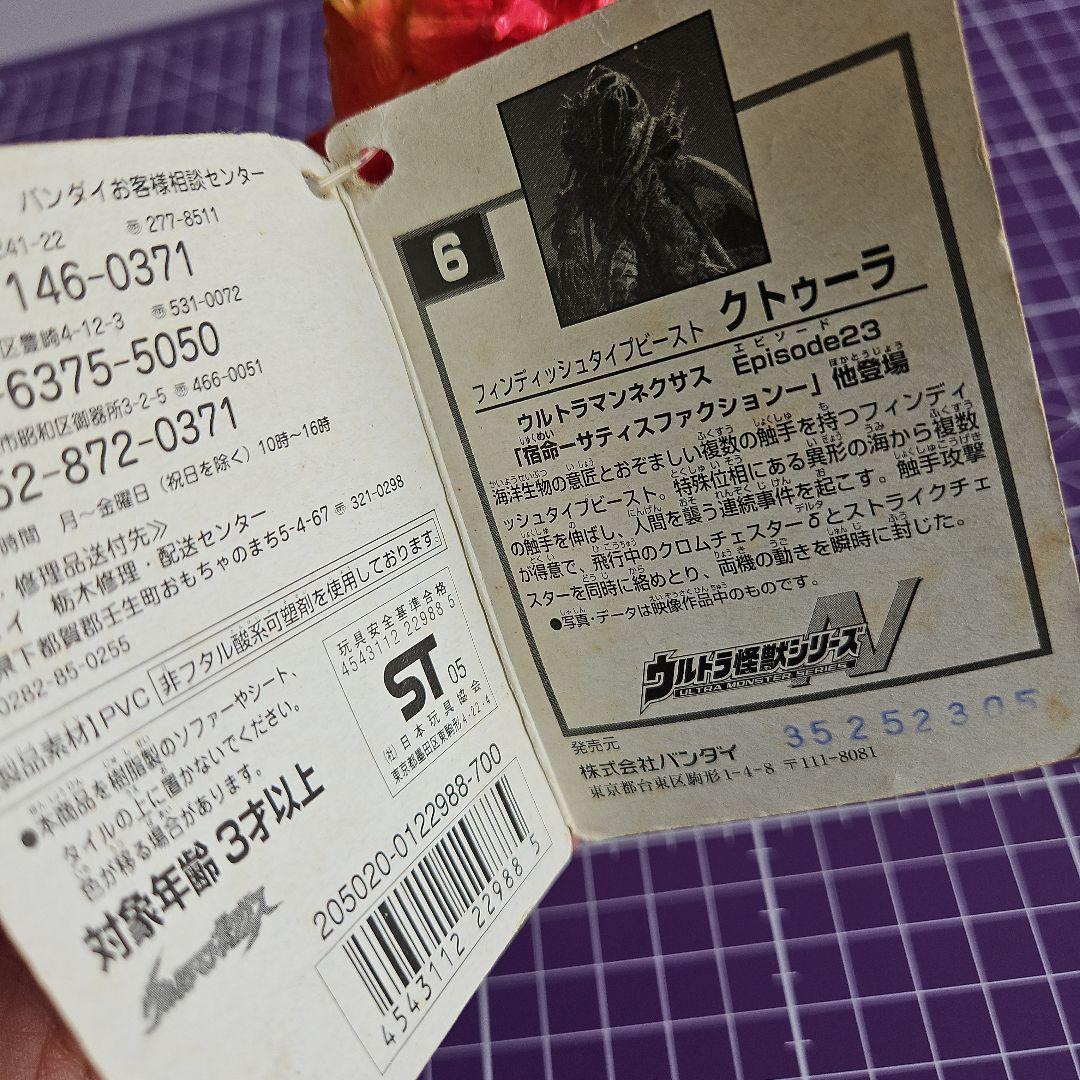 バンダイお客様相談センター
241-22 〠277-8511
146-0371
区豊崎4-12-3 〠531-0072
-6375-5050
市昭和区御器所3-2-5 〠466-0051
52-872-0371
時間 月〜金曜日(祝日を除く)10時〜16時
修理品送付先≫
イ 栃木修理・配送センター
県下都賀郡壬生町おもちゃのまち5-4-67 〠321-0298
0282-85-0255
製品素材】PVC 非フタル酸系可塑剤を使用しております。
●本商品を樹脂製のソファーやシート、
タイルの上に置かないでください。
色が移る場合があります。
対象年齢 3才以上
玩具安全基準合格
4543112 22988 5
ST 05
(社)日本玩具協会
東京都墨田区東駒形4-22-4
205020-0122988-700
4543112 229885
6
フィンディッシュタイプビースト クトゥーラ
ウルトラマンネクサス Episode23
エピソード
「宿命ーサティスファクションー」他登場
海洋生物の意匠とおぞましい複数の触手を持つフィンディ
ッシュタイプビースト。特殊位相にある異形の海から複数
の触手を伸ばし、人間を襲う連続事件を起こす。触手攻撃
が得意で、飛行中のクロムチェスターδとストライクチェ
スターを同時に絡めとり、両機の動きを瞬時に封じた。
●写真・データは映像作品中のものです。
ウルトラ怪獣シリーズ N
ULTRA MONSTER SERIES
35252305
発売元
株式会社バンダイ
東京都台東区駒形1-4-8 〒111-8081